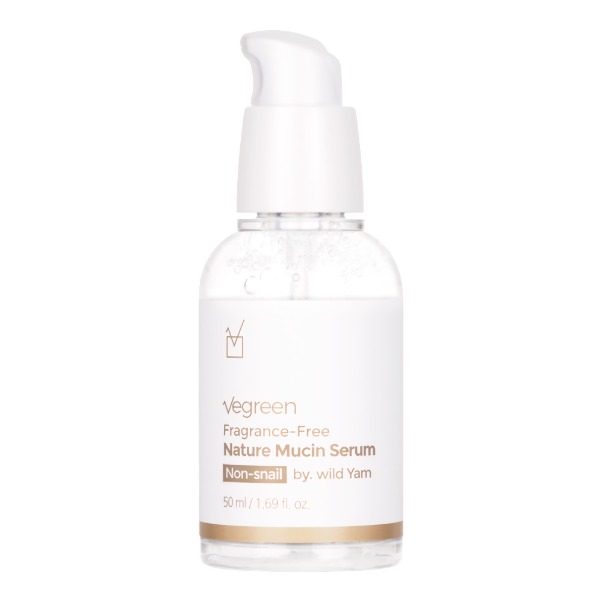 Vegreen
Fragrance-Free
Nature Mucin Serum
Non-snail by. wild Yam
50 ml / 1.69 fl. oz.